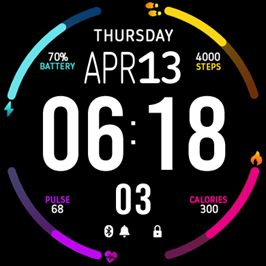 THURSDAY
APR13
70%
BATTERY
4000
STEPS
06:18
03
PULSE
68
CALORIES
300